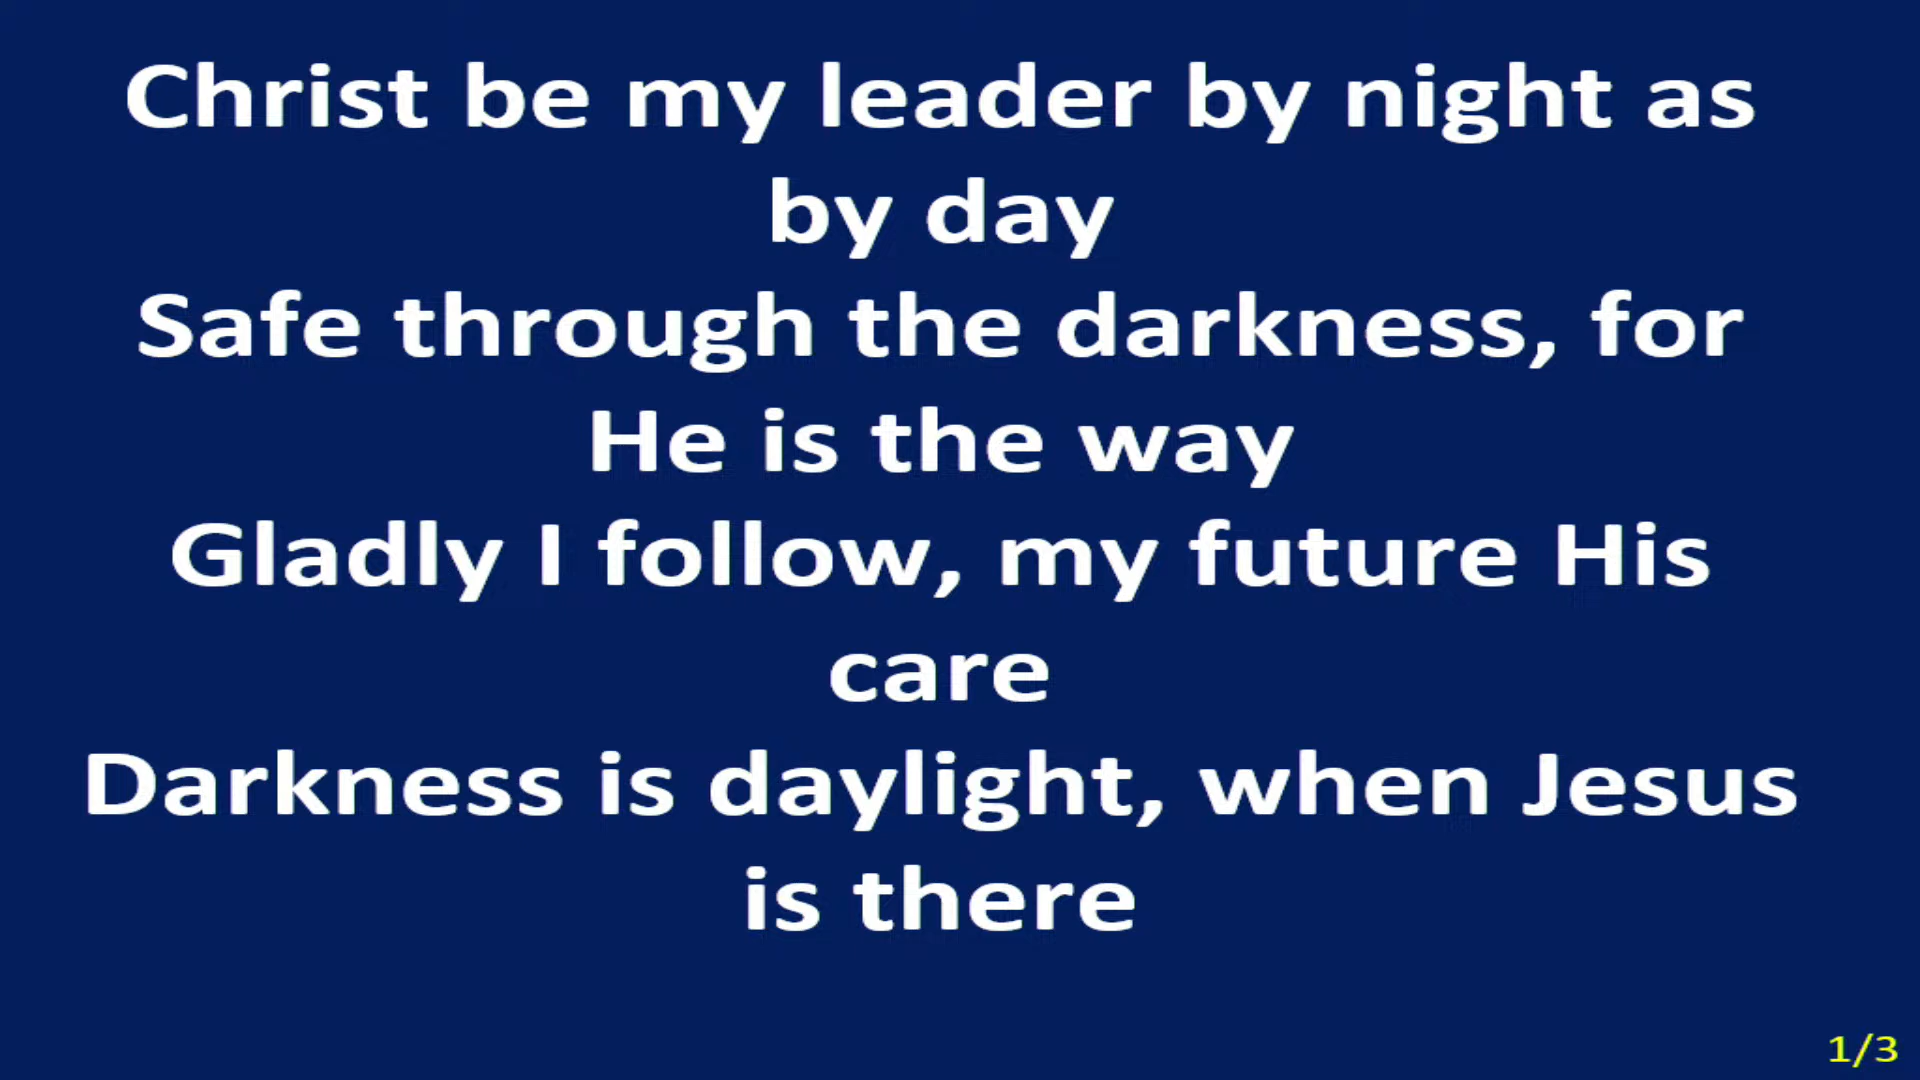 Christ be my leader by night as
by day
Safe through the darkness, for
He is the way
Gladly I follow, my future His
care
Darkness is daylight, when Jesus
is there
1/3